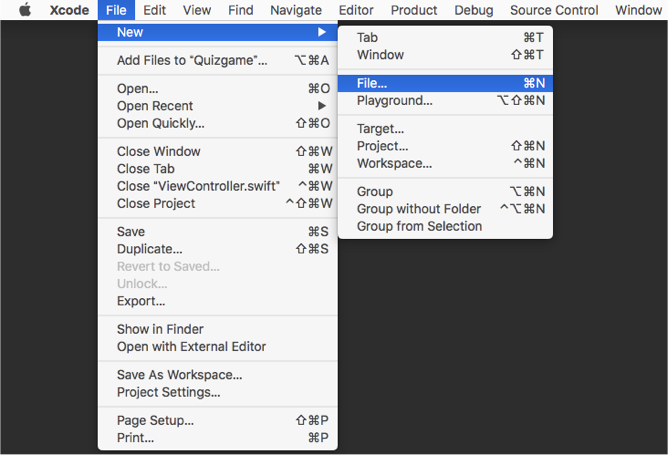 Xcode File Edit View Find Navigate Editor Product Debug Source Control Window
New
Add Files to “Quizgame”... ⌥⌘A
Open... ⌘O
Open Recent
Open Quickly... ⇧⌘O
Close Window ⇧⌘W
Close Tab ⌘W
Close “ViewController.swift” ^⌘W
Close Project ^⇧⌘W
Save ⌘S
Duplicate... ⇧⌘S
Revert to Saved...
Unlock...
Export...
Show in Finder
Open with External Editor
Save As Workspace...
Project Settings...
Page Setup... ⇧⌘P
Print... ⌘P
Tab ⌘T
Window ⇧⌘T
File... ⌘N
Playground... ⌥⇧⌘N
Target...
Project... ⇧⌘N
Workspace... ^⌘N
Group ⌥⌘N
Group without Folder ^⌥⌘N
Group from Selection